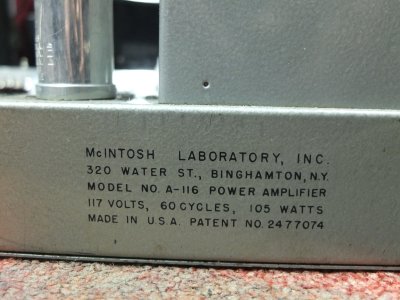 McINTOSH LABORATORY, INC.
320 WATER ST., BINGHAMTON, N.Y.
MODEL NO. A-116 POWER AMPLIFIER
117 VOLTS, 60 CYCLES, 105 WATTS
MADE IN U.S.A. PATENT NO. 2477074